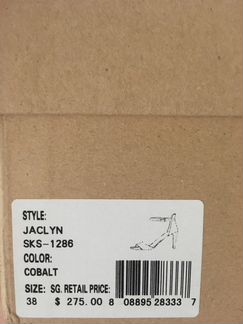 STYLE:
JACLYN
SKS-1286
COLOR:
COBALT
SIZE: SG. RETAIL PRICE:
38 $ 275.00 8 08895 28333 7